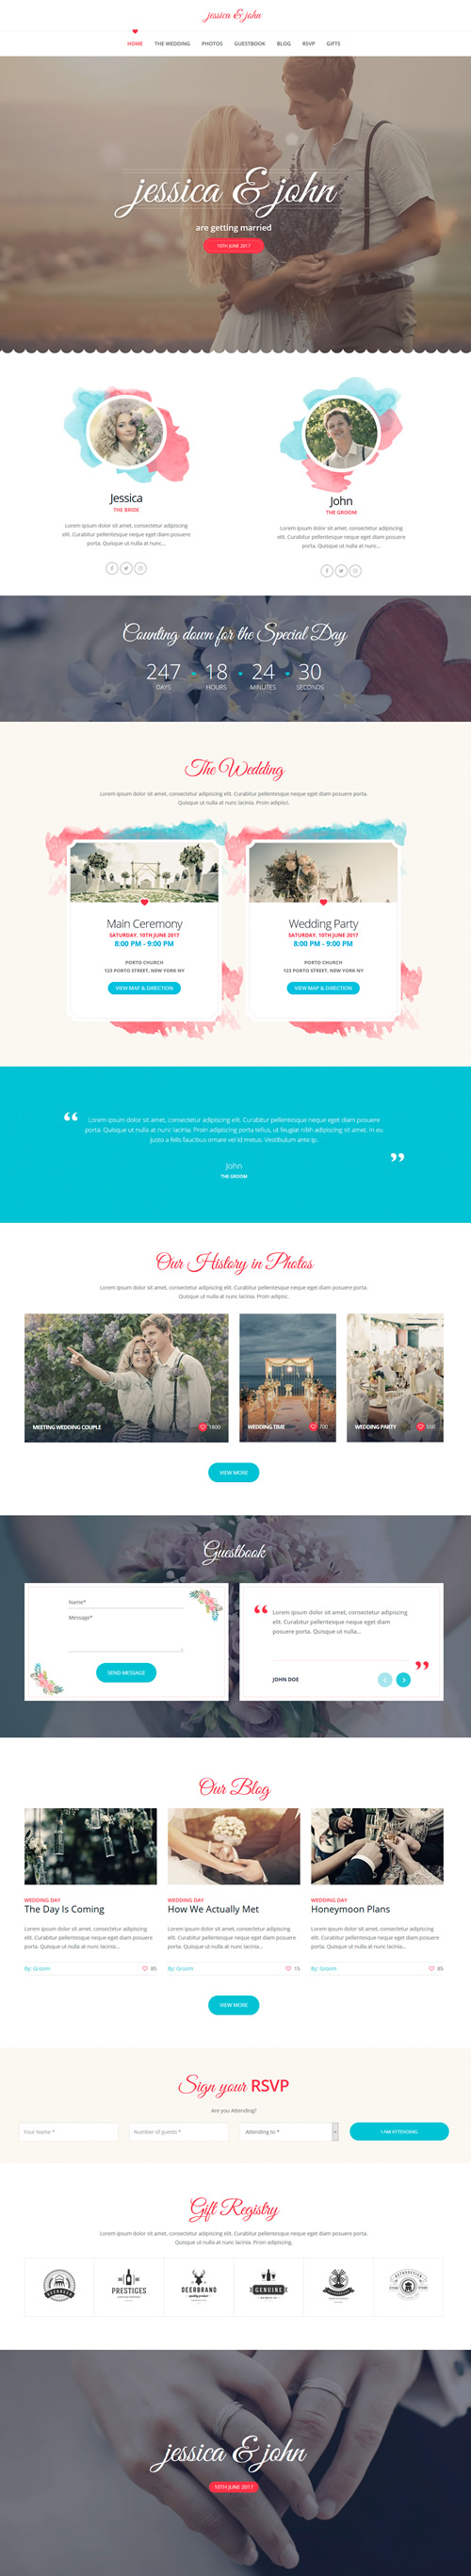 jessica & john
HOME THE WEDDING PHOTOS GUESTBOOK BLOG RSVP GIFTS
jessica & john
are getting married
10TH JUNE 2017
Jessica
THE BRIDE
Lorem ipsum dolor sit amet, consectetur adipiscing
elit. Curabitur pellentesque neque eget diam posuere
porta. Quisque ut nulla at nunc...
John
THE GROOM
Lorem ipsum dolor sit amet, consectetur adipiscing
elit. Curabitur pellentesque neque eget diam posuere
porta. Quisque ut nulla at nunc...
Counting down for the Special Day
247 18 24 30
DAYS HOURS MINUTES SECONDS
The Wedding
Lorem ipsum dolor sit amet, consectetur adipiscing elit. Curabitur pellentesque neque eget diam posuere porta.
Quisque ut nulla at nunc lacinia. Proin adipisci.
Main Ceremony
SATURDAY, 10TH JUNE 2017
8:00 PM - 9:00 PM
PORTO CHURCH
123 PORTO STREET, NEW YORK NY
VIEW MAP & DIRECTION
Wedding Party
SATURDAY, 10TH JUNE 2017
8:00 PM - 9:00 PM
PORTO CHURCH
123 PORTO STREET, NEW YORK NY
VIEW MAP & DIRECTION
“ Lorem ipsum dolor sit amet, consectetur adipiscing elit. Curabitur pellentesque neque eget diam posuere
porta. Quisque ut nulla at nunc lacinia. Proin adipiscing porta tellus, ut feugiat nibh adipiscing sit amet. In eu
justo a felis faucibus ornare vel id metus. Vestibulum ante ip. ”
John
THE GROOM
Our History in Photos
Lorem ipsum dolor sit amet, consectetur adipiscing elit. Curabitur pellentesque neque eget diam posuere porta.
Quisque ut nulla at nunc lacinia. Proin adipisc.
MEETING WEDDING COUPLE 1800
WEDDING TIME 700
WEDDING PARTY 550
VIEW MORE
Guestbook
Name*
Message*
SEND MESSAGE
“ Lorem ipsum dolor sit amet, consectetur adipiscing
elit. Curabitur pellentesque neque eget diam
posuere porta. Quisque ut nulla... ”
JOHN DOE
Our Blog
WEDDING DAY
The Day Is Coming
Lorem ipsum dolor sit amet, consectetur adipiscing
elit. Curabitur pellentesque neque eget diam posuere
porta. Quisque ut nulla at nunc lacinia...
By: Groom 85
WEDDING DAY
How We Actually Met
Lorem ipsum dolor sit amet, consectetur adipiscing
elit. Curabitur pellentesque neque eget diam posuere
porta. Quisque ut nulla at nunc lacinia...
By: Groom 15
WEDDING DAY
Honeymoon Plans
Lorem ipsum dolor sit amet, consectetur adipiscing
elit. Curabitur pellentesque neque eget diam posuere
porta. Quisque ut nulla at nunc lacinia...
By: Groom 85
VIEW MORE
Sign your RSVP
Are you Attending?
Your Name * Number of guests * Attending to * I AM ATTENDING
Gift Registry
Lorem ipsum dolor sit amet, consectetur adipiscing elit. Curabitur pellentesque neque eget diam posuere porta.
Quisque ut nulla at nunc lacinia. Proin adipiscing.
PRESTIGES
DEERBRAND
GENUINE
jessica & john
10TH JUNE 2017